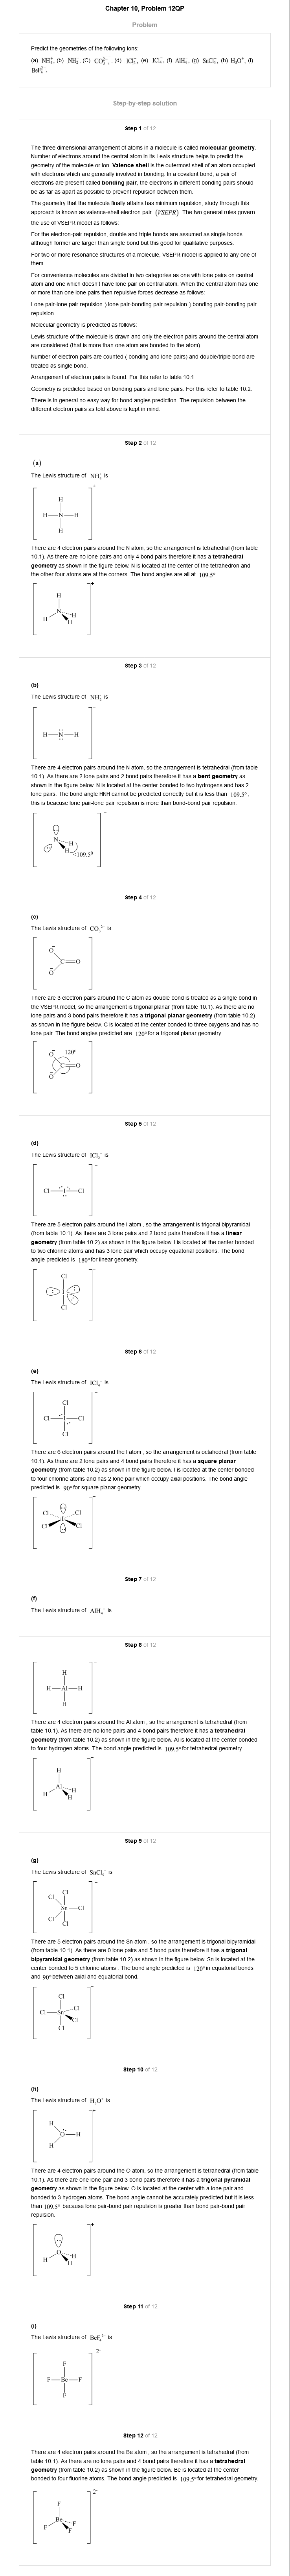 Chapter 10, Problem 12QP
Problem
Predict the geometries of the following ions:
(a) NH₄⁺, (b) NH₂⁻, (C) CO₃²⁻, (d) ICl₂⁻, (e) ICl₄⁻, (f) AlH₄⁻, (g) SnCl₅⁻, (h) H₃O⁺, (i)
BeF₄²⁻.
Step-by-step solution
Step 1 of 12
The three dimensional arrangement of atoms in a molecule is called molecular geometry.
Number of electrons around the central atom in its Lewis structure helps to predict the
geometry of the molecule or ion. Valence shell is the outermost shell of an atom occupied
with electrons which are generally involved in bonding. In a covalent bond, a pair of
electrons are present called bonding pair, the electrons in different bonding pairs should
be as far as apart as possible to prevent repulsion between them.
The geometry that the molecule finally attains has minimum repulsion, study through this
approach is known as valence-shell electron pair (VSEPR) The two general rules govern
the use of VSEPR model as follows:
For the electron-pair repulsion, double and triple bonds are assumed as single bonds
although former are larger than single bond but this is good for qualitative purposes.
For two or more resonance structures of a molecule, VSEPR model is applied to any one of
them.
For convenience molecules are divided in two categories as one with lone pairs on central
atom and one which doesn't have lone pair on central atom. When the central atom has one
or more than one lone pairs then repulsive forces decrease as follows:
Lone pair-lone pair repulsion ⟩ lone pair-bonding pair repulsion ⟩ bonding pair-bonding pair
repulsion
Molecular geometry is predicted as follows:
Lewis structure of the molecule is drawn and only the electron pairs around the central atom
are considered (that is more than one atom are bonded to the atom).
Number of electron pairs are counted ( bonding and lone pairs) and double/triple bond are
treated as single bond.
Arrangement of electron pairs is found. For this refer to table 10.1
Geometry is predicted based on bonding pairs and lone pairs. For this refer to table 10.2.
There is in general no easy way for bond angles prediction. The repulsion between the
different electron pairs as told above is kept in mind.
Step 2 of 12
(a)
The Lewis structure of NH₄⁺ is
H
H—N—H
H
+
There are 4 electron pairs around the N atom, so the arrangement is tetrahedral (from table
10.1). As there are no lone pairs and only 4 bond pairs therefore it has a tetrahedral
geometry as shown in the figure below. N is located at the center of the tetrahedron and
the other four atoms are at the corners. The bond angles are all at 109.5°.
H
N
H H
H
+
Step 3 of 12
(b)
The Lewis structure of NH₂⁻ is
H—N—H
−
There are 4 electron pairs around the N atom, so the arrangement is tetrahedral (from table
10.1). As there are 2 lone pairs and 2 bond pairs therefore it has a bent geometry as
shown in the figure below. N is located at the center bonded to two hydrogens and has 2
lone pairs. The bond angle HNH cannot be predicted correctly but it is less than 109.5°,
this is beacuse lone pair-lone pair repulsion is more than bond-bond pair repulsion.
N
H
H
<109.5⁰
−
Step 4 of 12
(c)
The Lewis structure of CO₃²⁻ is
O⁻
C=O
O⁻
There are 3 electron pairs around the C atom as double bond is treated as a single bond in
the VSEPR model, so the arrangement is trigonal planar (from table 10.1). As there are no
lone pairs and 3 bond pairs therefore it has a trigonal planar geometry (from table 10.2)
as shown in the figure below. C is located at the center bonded to three oxygens and has no
lone pair. The bond angles predicted are 120° for a trigonal planar geometry.
O⁻ 120°
C=O
O⁻
Step 5 of 12
(d)
The Lewis structure of ICl₂⁻ is
Cl—I—Cl
−
There are 5 electron pairs around the I atom , so the arrangement is trigonal bipyramidal
(from table 10.1). As there are 3 lone pairs and 2 bond pairs therefore it has a linear
geometry (from table 10.2) as shown in the figure below. I is located at the center bonded
to two chlorine atoms and has 3 lone pair which occupy equatorial positions. The bond
angle predicted is 180° for linear geometry.
Cl
I
Cl
−
Step 6 of 12
(e)
The Lewis structure of ICl₄⁻ is
Cl
Cl—I—Cl
Cl
−
There are 6 electron pairs around the I atom , so the arrangement is octahedral (from table
10.1). As there are 2 lone pairs and 4 bond pairs therefore it has a square planar
geometry (from table 10.2) as shown in the figure below. I is located at the center bonded
to four chlorine atoms and has 2 lone pair which occupy axial positions. The bond angle
predicted is 90° for square planar geometry.
Cl Cl
I
Cl Cl
−
Step 7 of 12
(f)
The Lewis structure of AlH₄⁻ is
Step 8 of 12
H
H—Al—H
H
−
There are 4 electron pairs around the Al atom , so the arrangement is tetrahedral (from
table 10.1). As there are no lone pairs and 4 bond pairs therefore it has a tetrahedral
geometry (from table 10.2) as shown in the figure below. Al is located at the center bonded
to four hydrogen atoms. The bond angle predicted is 109.5° for tetrahedral geometry.
H
Al
H H
H
−
Step 9 of 12
(g)
The Lewis structure of SnCl₅⁻ is
Cl
Cl
Sn—Cl
Cl
Cl
−
There are 5 electron pairs around the Sn atom , so the arrangement is trigonal bipyramidal
(from table 10.1). As there are 0 lone pairs and 5 bond pairs therefore it has a trigonal
bipyramidal geometry (from table 10.2) as shown in the figure below. Sn is located at the
center bonded to 5 chlorine atoms . The bond angle predicted is 120° in equatorial bonds
and 90° between axial and equatorial bond.
Cl
Cl
Cl—Sn
Cl
Cl
−
Step 10 of 12
(h)
The Lewis structure of H₃O⁺ is
H
O—H
H
+
There are 4 electron pairs around the O atom, so the arrangement is tetrahedral (from table
10.1). As there are one lone pair and 3 bond pairs therefore it has a trigonal pyramidal
geometry (from table 10.2) as shown in the figure below. O is located at the center with a lone pair and
bonded to 3 hydrogen atoms. The bond angle cannot be accurately predicted but it is less
than 109.5° because lone pair-bond pair repulsion is greater than bond pair-bond pair
repulsion.
O
H H
H
+
Step 11 of 12
(i)
The Lewis structure of BeF₄²⁻ is
F
F—Be—F
F
2⁻
Step 12 of 12
There are 4 electron pairs around the Be atom , so the arrangement is tetrahedral (from
table 10.1). As there are no lone pairs and 4 bond pairs therefore it has a tetrahedral
geometry (from table 10.2) as shown in the figure below. Be is located at the center
bonded to four fluorine atoms. The bond angle predicted is 109.5° for tetrahedral geometry.
F
Be
F F
F
2⁻